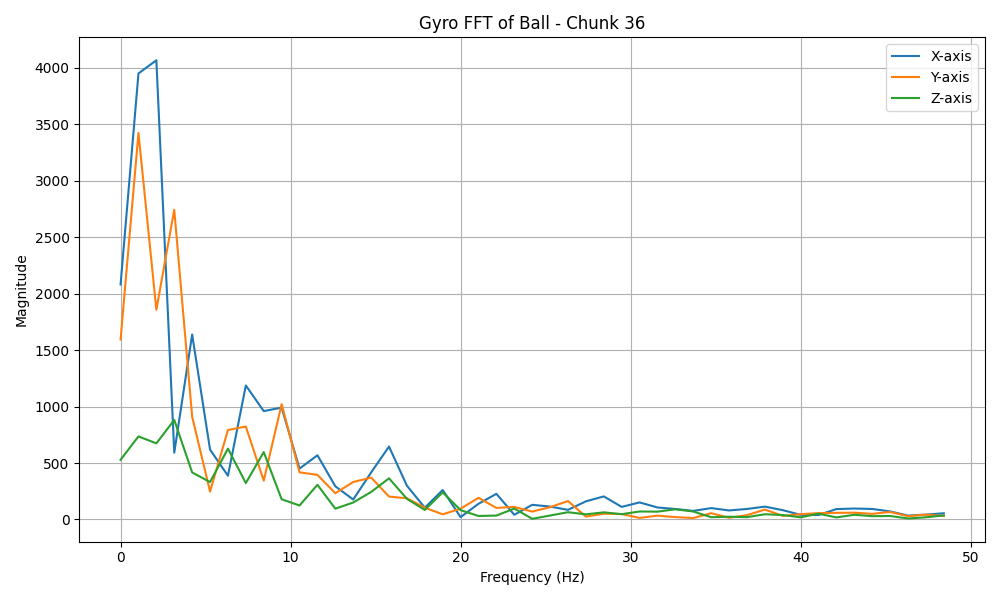 Gyro FFT of Ball - Chunk 36
X-axis
Y-axis
Z-axis
Magnitude
4000
3500
3000
2500
2000
1500
1000
500
0
0 10 20 30 40 50
Frequency (Hz)